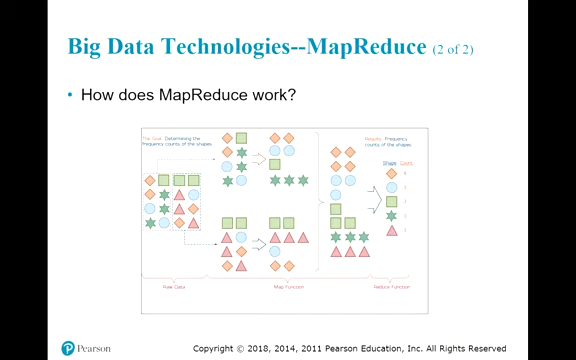 Big Data Technologies--MapReduce (2 of 2)
• How does MapReduce work?
The Goal: Determining the
frequency counts of the shapes
Results: Frequency
counts of the shapes
Shape Count
Raw Data
Map Function
Reduce Function
Pearson
Copyright © 2018, 2014, 2011 Pearson Education, Inc. All Rights Reserved